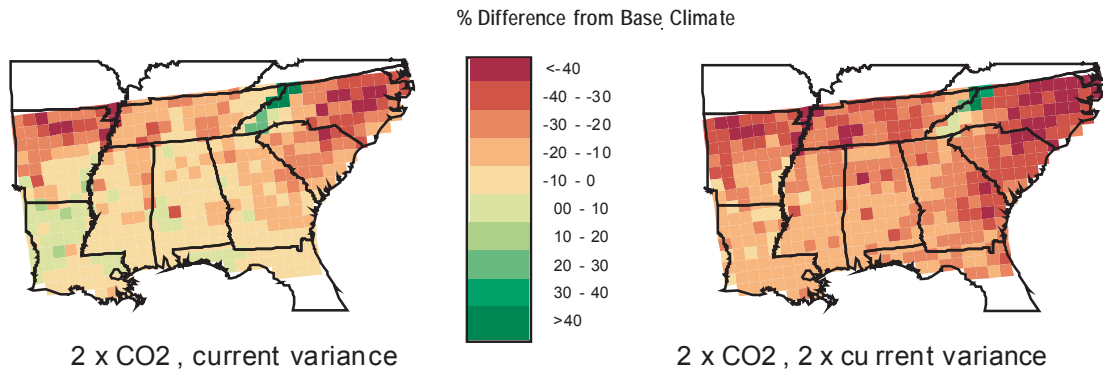 % Difference from Base Climate
<-40
-40 - -30
-30 - -20
-20 - -10
-10 - 0
00 - 10
10 - 20
20 - 30
30 - 40
>40
2 x CO2 , current variance
2 x CO2 , 2 x cu rrent variance